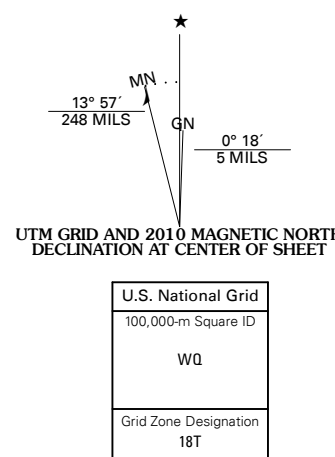 ★
MN
GN
13° 57´
248 MILS
0° 18´
5 MILS
UTM GRID AND 2010 MAGNETIC NORTH
DECLINATION AT CENTER OF SHEET
U.S. National Grid
100,000-m Square ID
WQ
Grid Zone Designation
18T